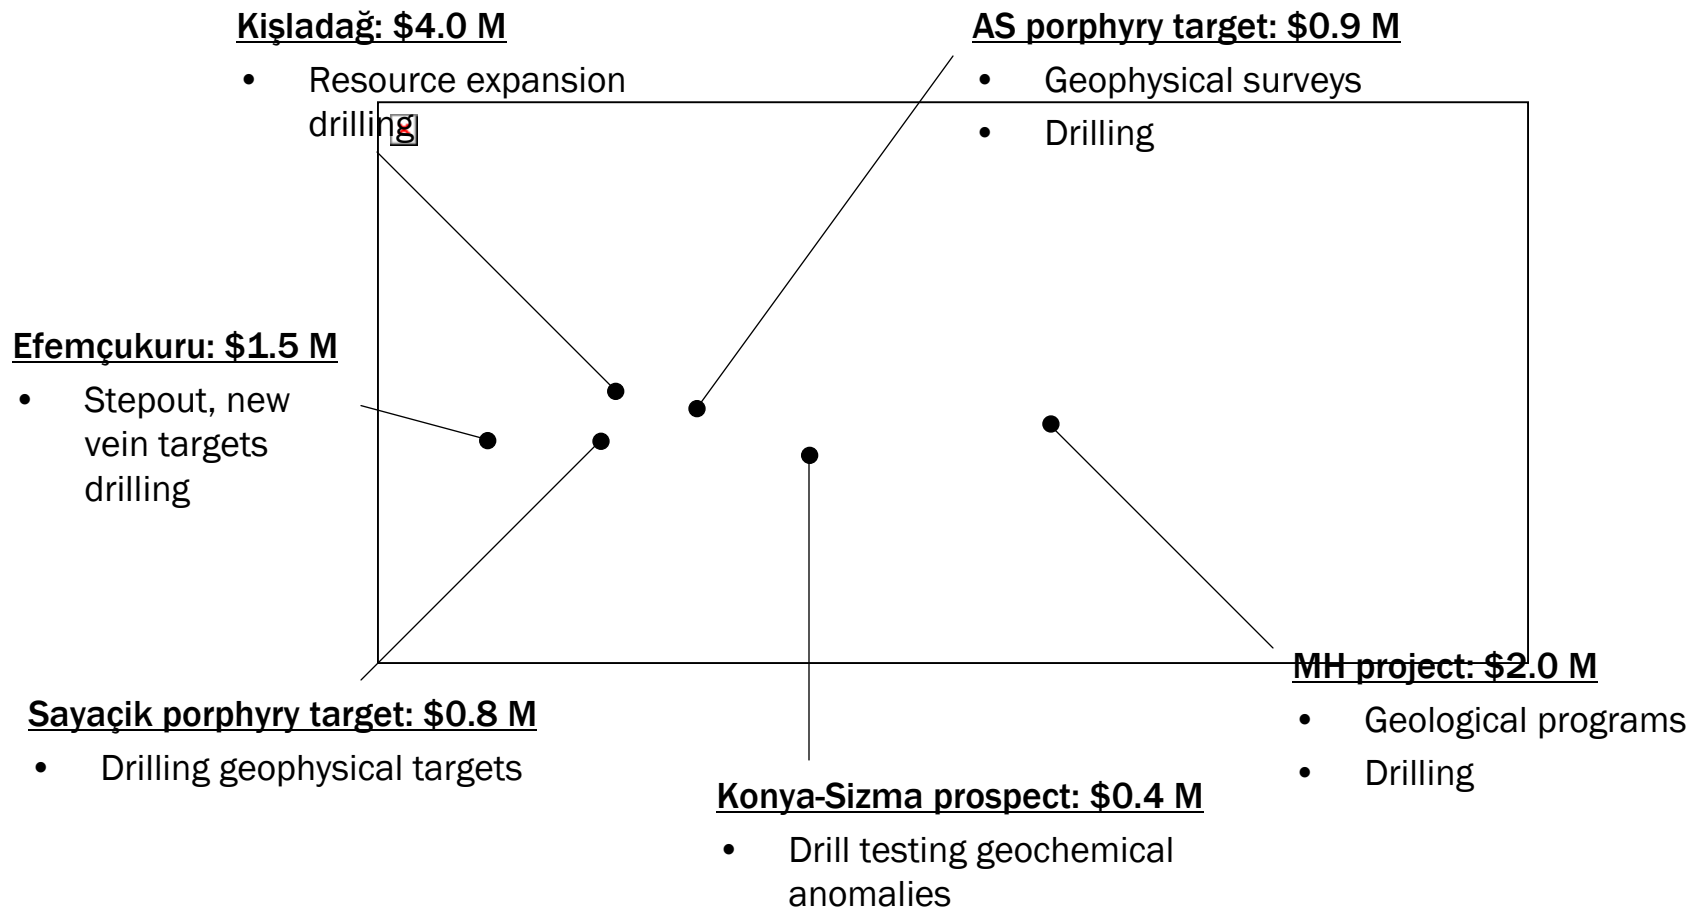 Kişladağ: $4.0 M
• Resource expansion
drilling
AS porphyry target: $0.9 M
• Geophysical surveys
• Drilling
Efemçukuru: $1.5 M
• Stepout, new
vein targets
drilling
Sayaçik porphyry target: $0.8 M
• Drilling geophysical targets
Konya-Sizma prospect: $0.4 M
• Drill testing geochemical
anomalies
MH project: $2.0 M
• Geological programs
• Drilling